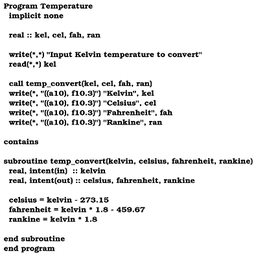 Program Temperature
implicit none
real :: kel, cel, fah, ran
write(*,*) "Input Kelvin temperature to convert"
read(*,*) kel
call temp_convert(kel, cel, fah, ran)
write(*, "((a10), f10.3)") "Kelvin", kel
write(*, "((a10), f10.3)") "Celsius", cel
write(*, "((a10), f10.3)") "Fahrenheit", fah
write(*, "((a10), f10.3)") "Rankine", ran
contains
subroutine temp_convert(kelvin, celsius, fahrenheit, rankine)
real, intent(in) :: kelvin
real, intent(out) :: celsius, fahrenheit, rankine
celsius = kelvin - 273.15
fahrenheit = kelvin * 1.8 - 459.67
rankine = kelvin * 1.8
end subroutine
end program